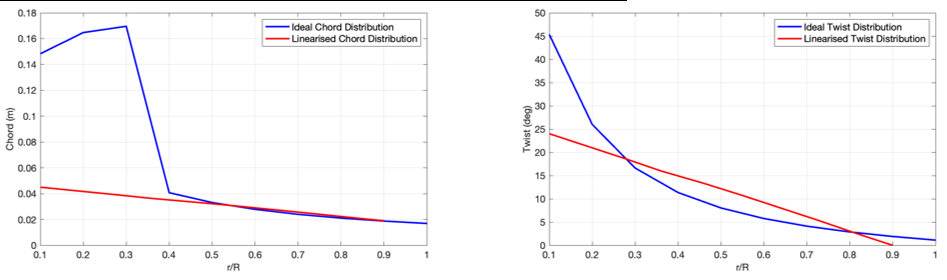 0.18
0.16
0.14
0.12
0.1
0.08
0.06
0.04
0.02
0
Chord (m)
Ideal Chord Distribution
Linearised Chord Distribution
0.1 0.2 0.3 0.4 0.5 0.6 0.7 0.8 0.9 1
r/R
50
45
40
35
30
25
20
15
10
5
0
Twist (deg)
Ideal Twist Distribution
Linearised Twist Distribution
0.1 0.2 0.3 0.4 0.5 0.6 0.7 0.8 0.9 1
r/R